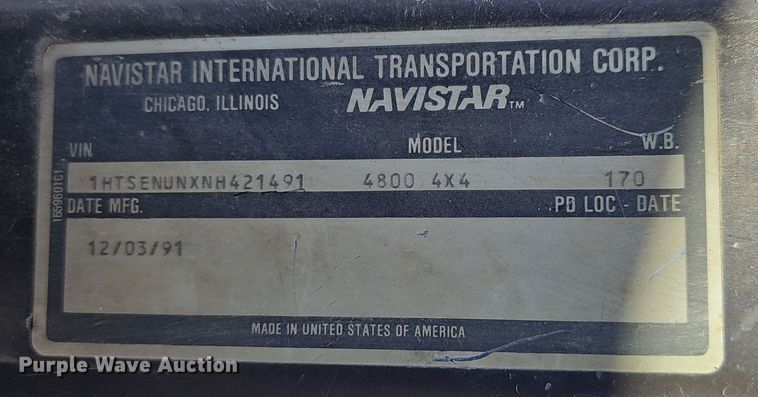 NAVISTAR INTERNATIONAL TRANSPORTATION CORP.
CHICAGO, ILLINOIS NAVISTAR™
VIN MODEL W.B.
1HTSENUNXNH421491 4800 4X4 170
DATE MFG. PD LOC - DATE
12/03/91
MADE IN UNITED STATES OF AMERICA
1659601C1
Purple Wave Auction